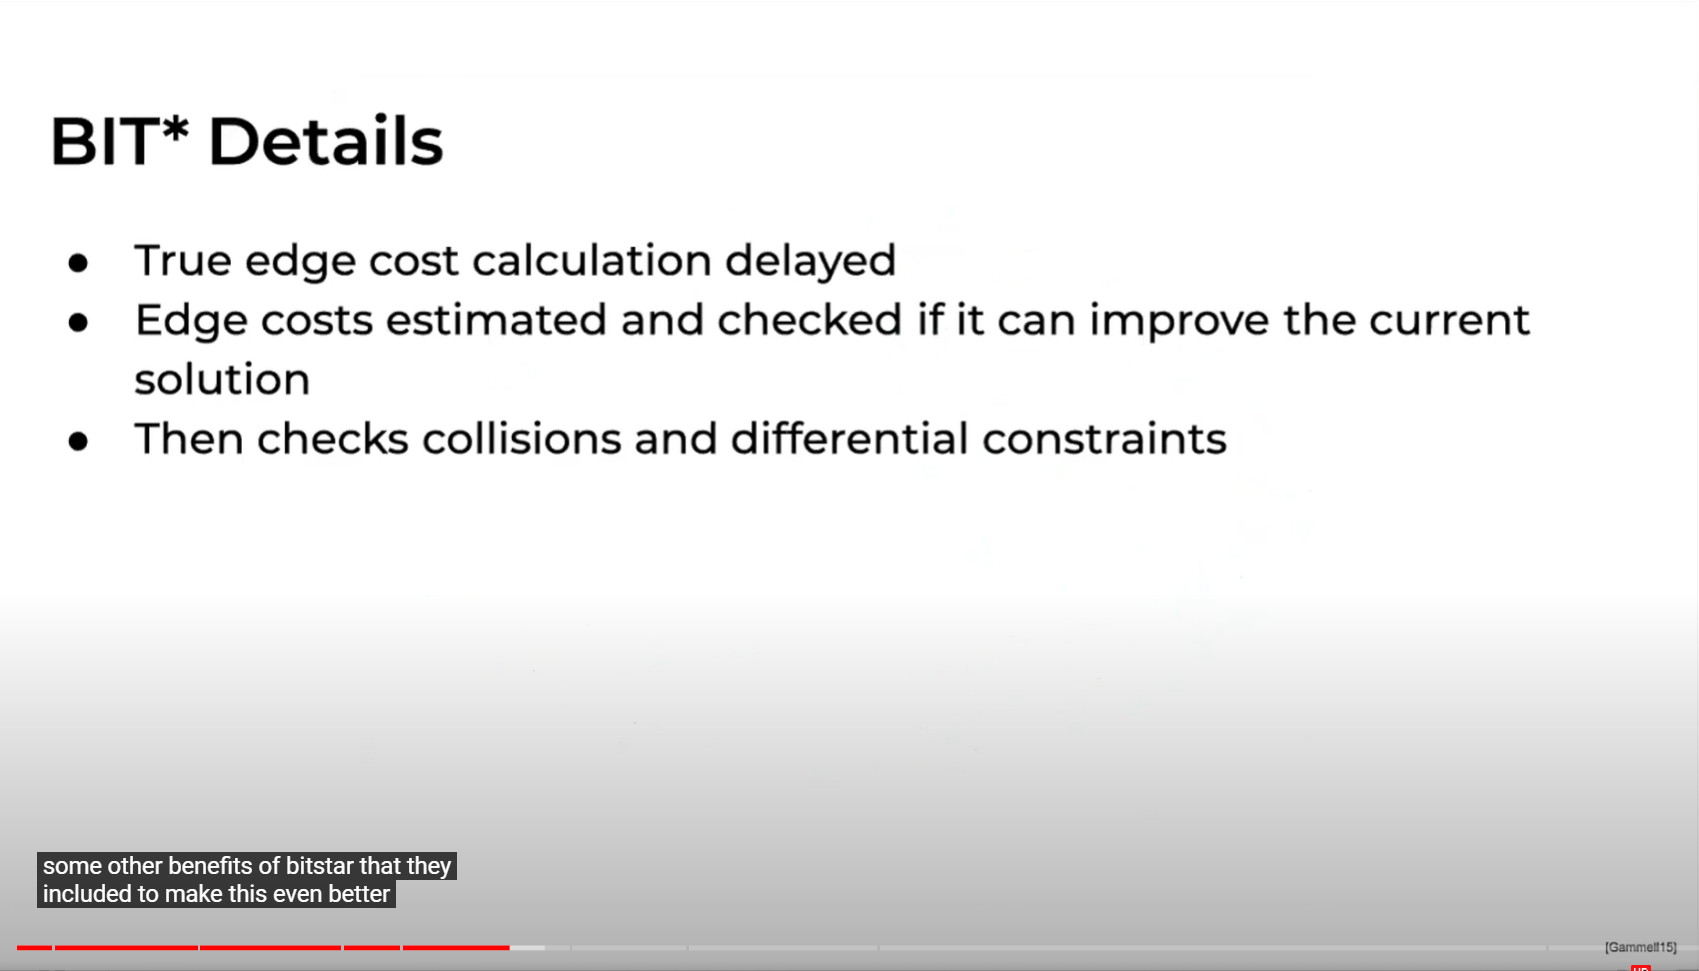 BIT* Details
● True edge cost calculation delayed
● Edge costs estimated and checked if it can improve the current
solution
● Then checks collisions and differential constraints
some other benefits of bitstar that they
included to make this even better
[Gammell15]